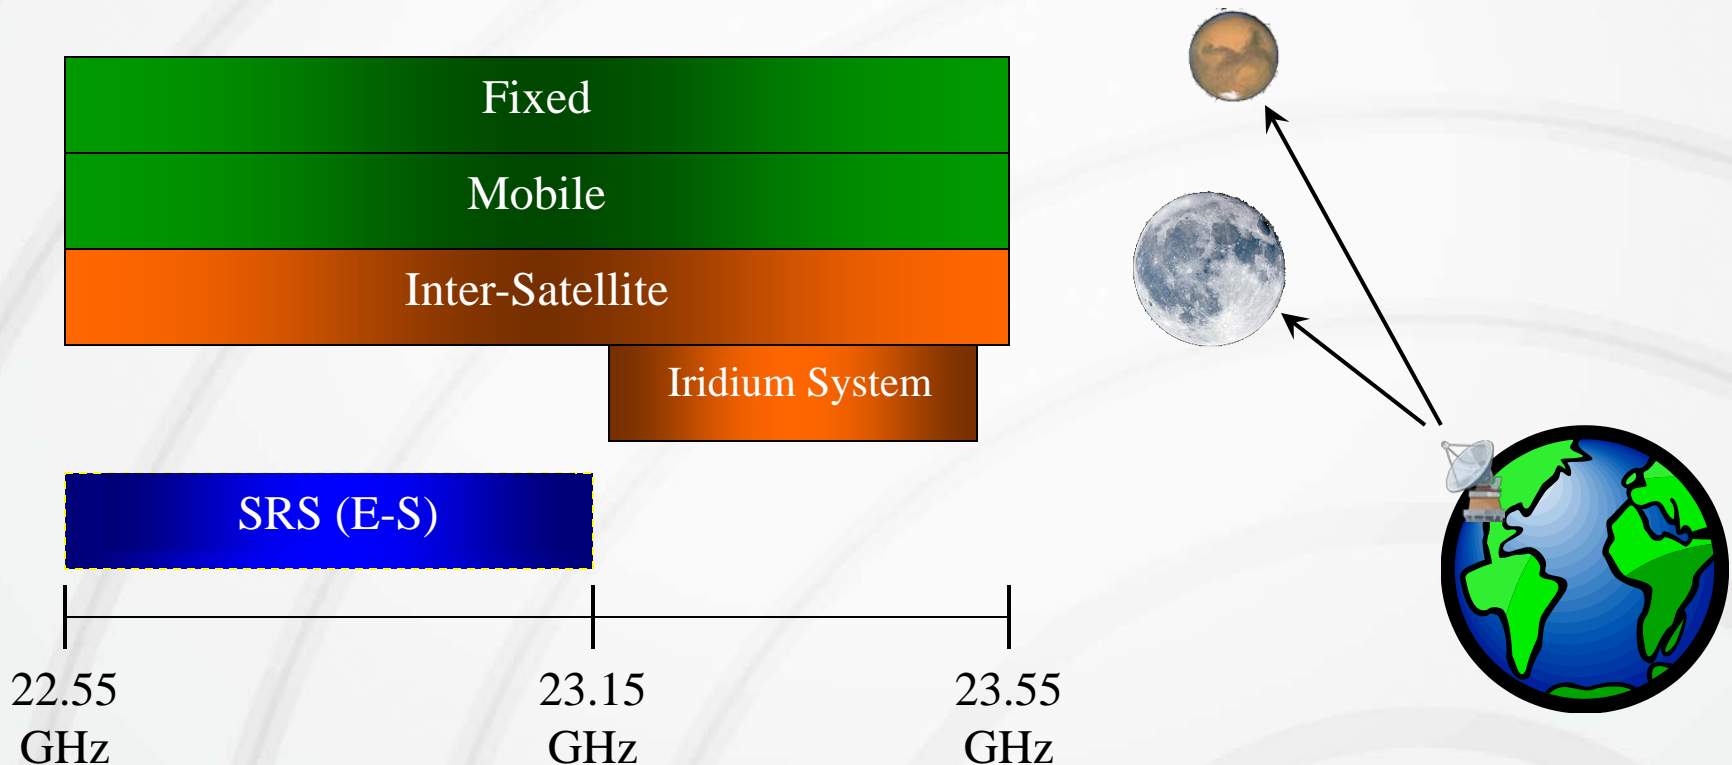 Fixed
Mobile
Inter-Satellite
Iridium System
SRS (E-S)
22.55
GHz
23.15
GHz
23.55
GHz